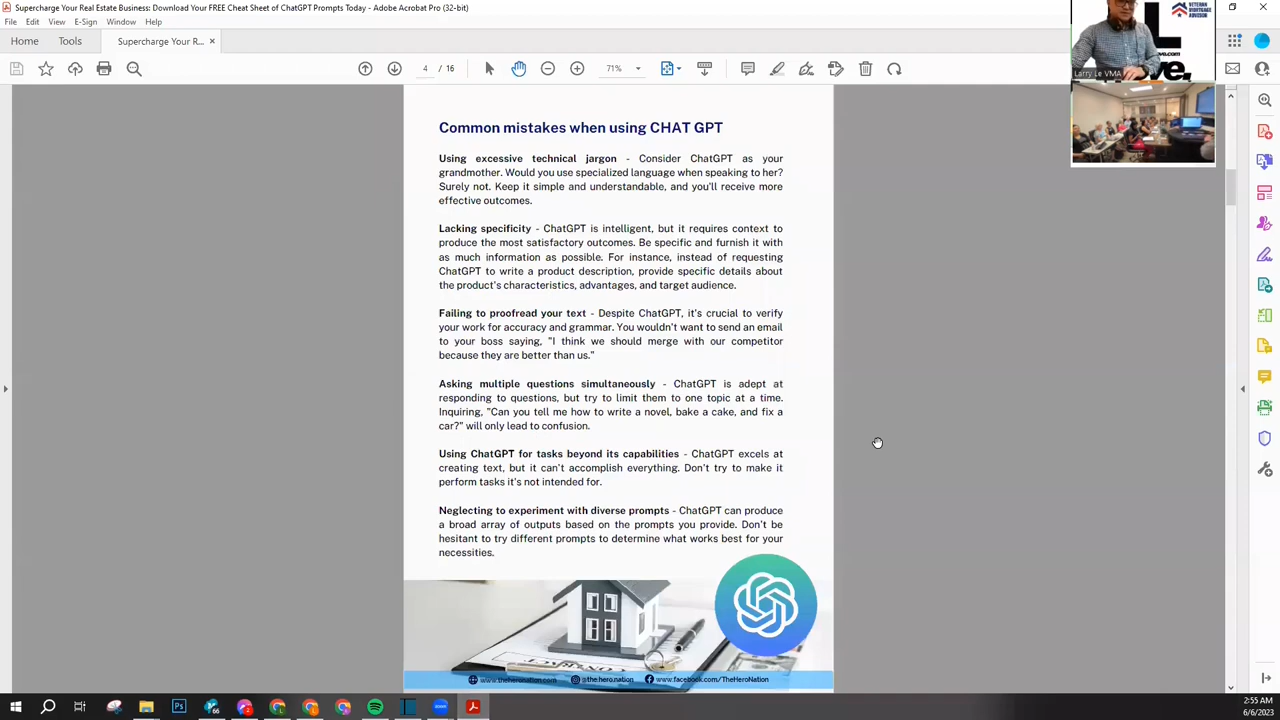 Supercharge Your Real Estate Business: Download Your FREE Cheat Sheet of ChatGPT Prompts Today - Adobe Acrobat Pro (32-bit)
File Edit View E-Sign Window Help
Home Tools Supercharge Your R... ×
4 / 71%
VETERAN
MORTGAGE
ADVISOR
Larry Le VMA
Common mistakes when using CHAT GPT
Using excessive technical jargon - Consider ChatGPT as your
grandmother. Would you use specialized language when speaking to her?
Surely not. Keep it simple and understandable, and you'll receive more
effective outcomes.
Lacking specificity - ChatGPT is intelligent, but it requires context to
produce the most satisfactory outcomes. Be specific and furnish it with
as much information as possible. For instance, instead of requesting
ChatGPT to write a product description, provide specific details about
the product's characteristics, advantages, and target audience.
Failing to proofread your text - Despite ChatGPT, it's crucial to verify
your work for accuracy and grammar. You wouldn't want to send an email
to your boss saying, "I think we should merge with our competitor
because they are better than us."
Asking multiple questions simultaneously - ChatGPT is adept at
responding to questions, but try to limit them to one topic at a time.
Inquiring, "Can you tell me how to write a novel, bake a cake, and fix a
car?" will only lead to confusion.
Using ChatGPT for tasks beyond its capabilities - ChatGPT excels at
creating text, but it can't accomplish everything. Don't try to make it
perform tasks it's not intended for.
Neglecting to experiment with diverse prompts - ChatGPT can produce
a broad array of outputs based on the prompts you provide. Don't be
hesitant to try different prompts to determine what works best for your
necessities.
www.theheronation.com @the.hero.nation www.facebook.com/TheHeroNation
2:55 AM
6/6/2023